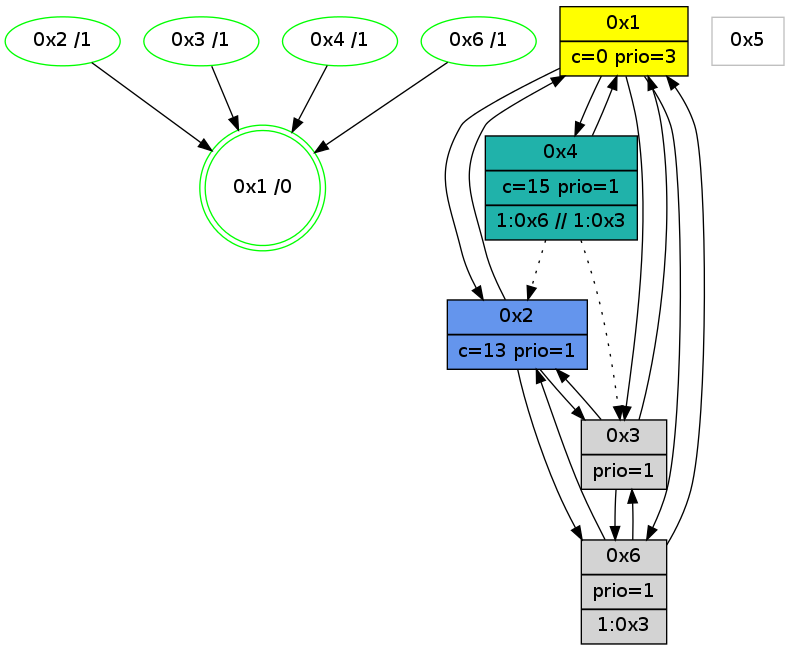 0x2 /1
0x3 /1
0x4 /1
0x6 /1
0x1
c=0 prio=3
0x5
0x1 /0
0x4
c=15 prio=1
1:0x6 // 1:0x3
0x2
c=13 prio=1
0x3
prio=1
0x6
prio=1
1:0x3